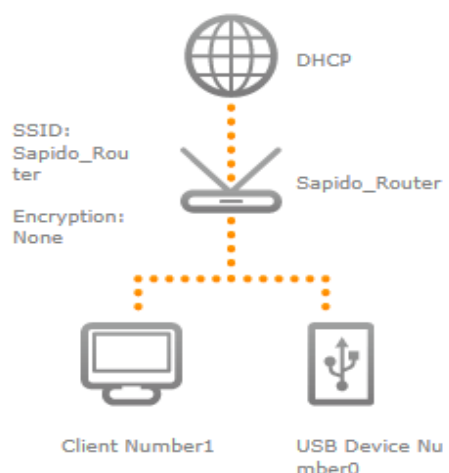 DHCP
SSID:
Sapido_Rou
ter
Sapido_Router
Encryption:
None
Client Number1
USB Device Nu
mber0